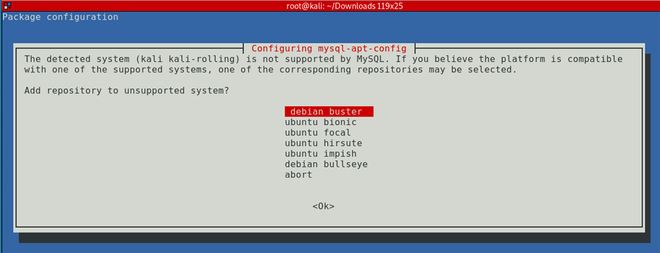 root@kali: ~/Downloads 119x25
Package configuration
Configuring mysql-apt-config
The detected system (kali kali-rolling) is not supported by MySQL. If you believe the platform is compatible
with one of the supported systems, one of the corresponding repositories may be selected.
Add repository to unsupported system?
debian buster
ubuntu bionic
ubuntu focal
ubuntu hirsute
ubuntu impish
debian bullseye
abort
<Ok>